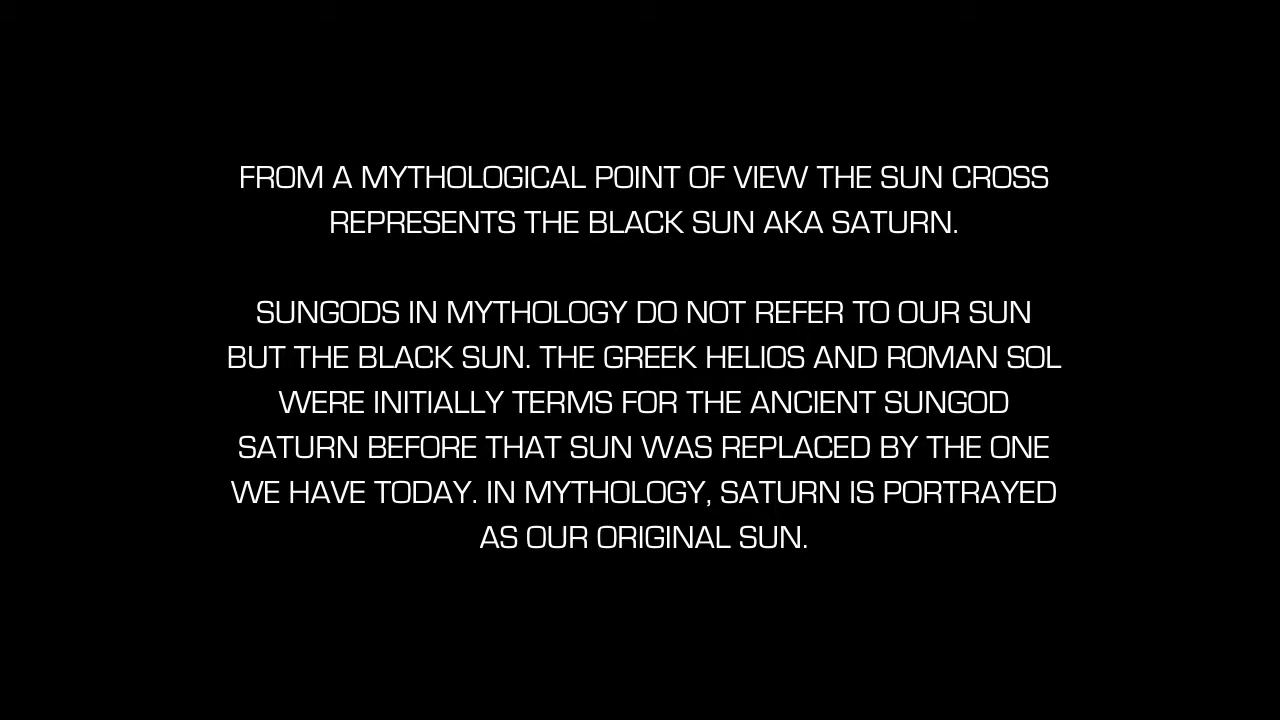 FROM A MYTHOLOGICAL POINT OF VIEW THE SUN CROSS
REPRESENTS THE BLACK SUN AKA SATURN.
SUNGODS IN MYTHOLOGY DO NOT REFER TO OUR SUN
BUT THE BLACK SUN. THE GREEK HELIOS AND ROMAN SOL
WERE INITIALLY TERMS FOR THE ANCIENT SUNGOD
SATURN BEFORE THAT SUN WAS REPLACED BY THE ONE
WE HAVE TODAY. IN MYTHOLOGY, SATURN IS PORTRAYED
AS OUR ORIGINAL SUN.